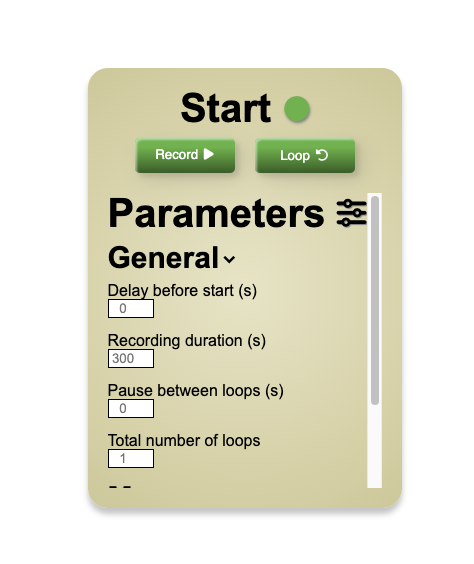 Start
Record
Loop
Parameters
General
Delay before start (s)
0
Recording duration (s)
300
Pause between loops (s)
0
Total number of loops
1